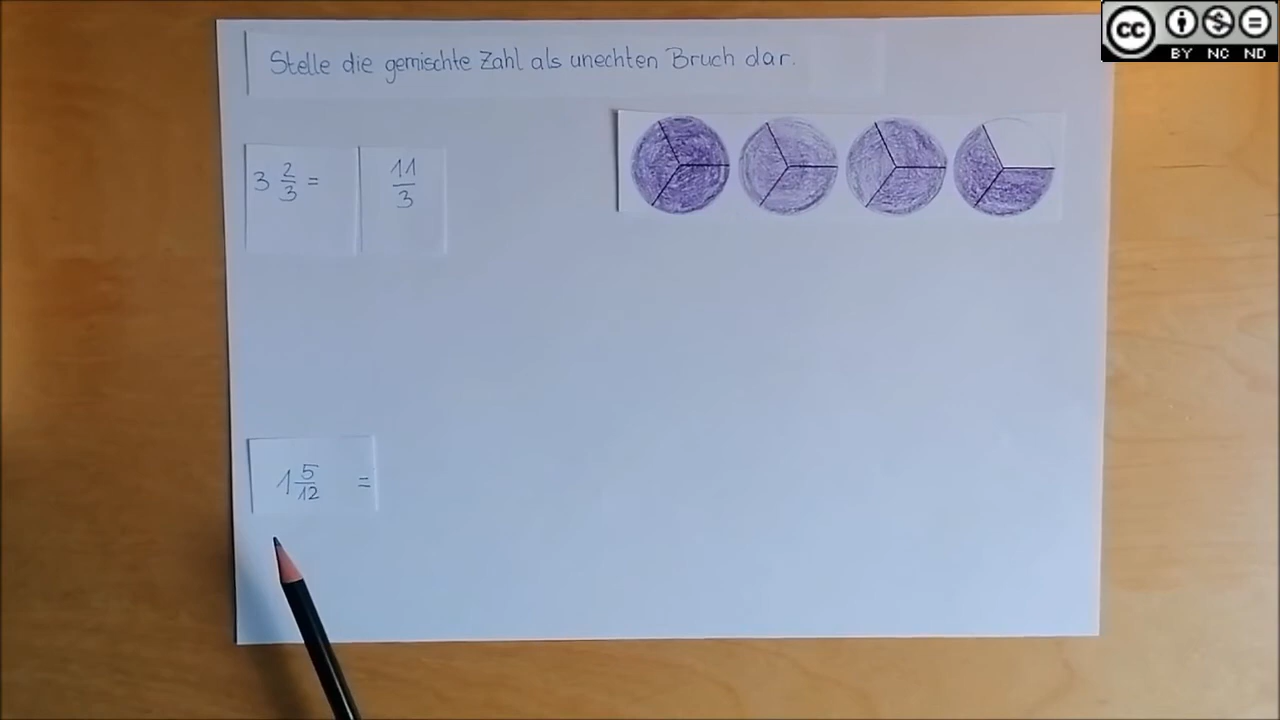 Stelle die gemischte Zahl als unechten Bruch dar.
3 2/3 = 11/3
1 5/12 =
CC BY NC ND